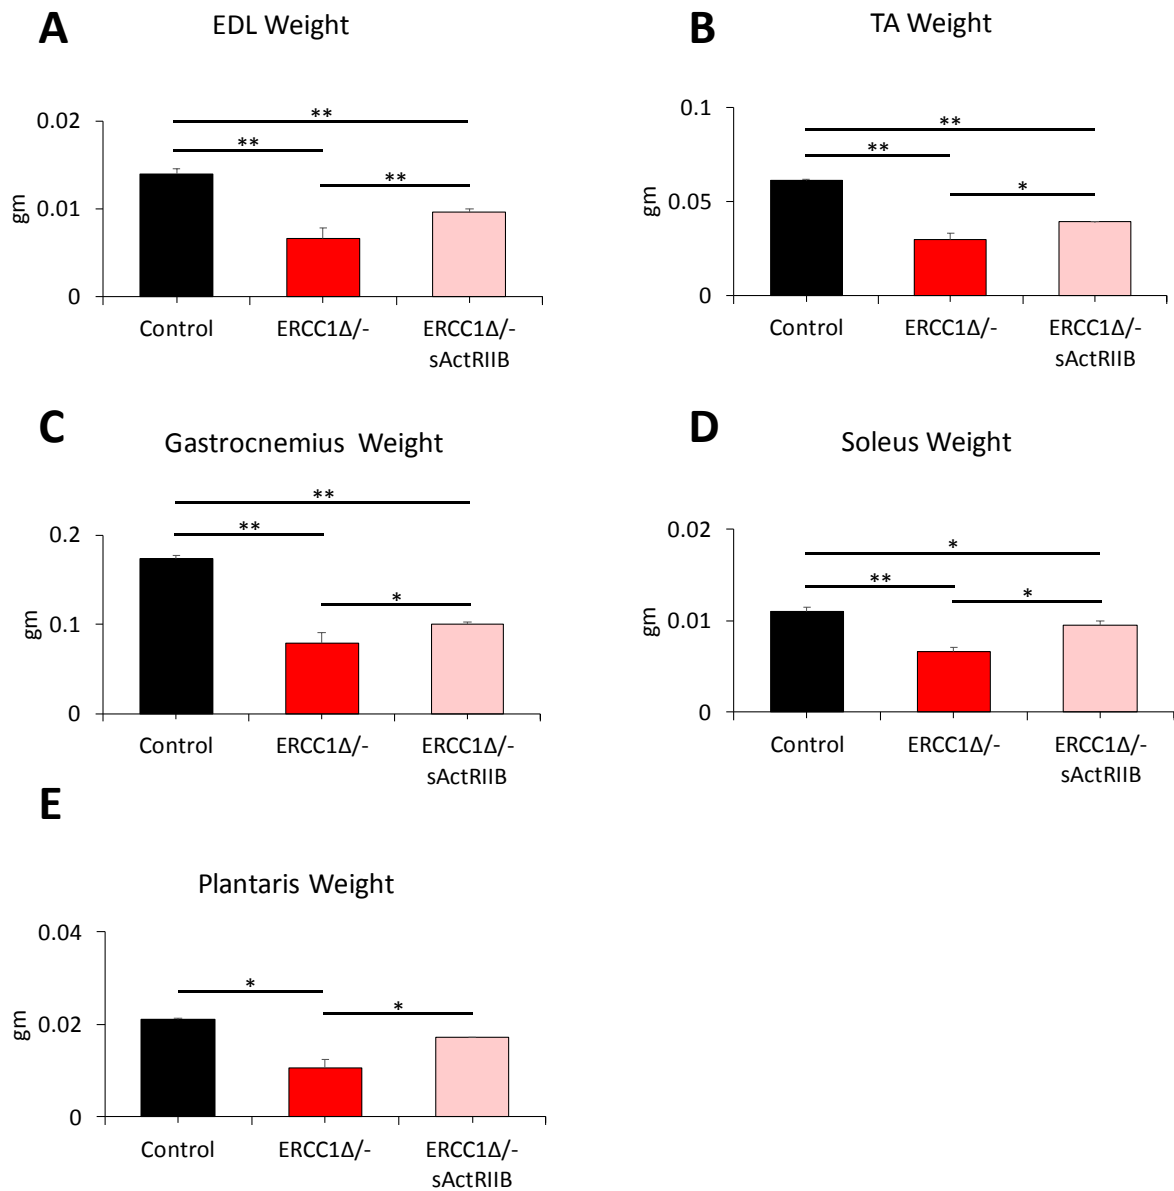 A
EDL Weight
0.02
0.01
0
gm
**
**
**
Control
ERCC1Δ/-
ERCC1Δ/-
sActRIIB
B
TA Weight
0.1
0.05
0
gm
**
**
*
Control
ERCC1Δ/-
ERCC1Δ/-
sActRIIB
C
Gastrocnemius Weight
0.2
0.1
0
gm
**
**
*
Control
ERCC1Δ/-
ERCC1Δ/-
sActRIIB
D
Soleus Weight
0.02
0.01
0
gm
*
**
*
Control
ERCC1Δ/-
ERCC1Δ/-
sActRIIB
E
Plantaris Weight
0.04
0.02
0
gm
*
*
Control
ERCC1Δ/-
ERCC1Δ/-
sActRIIB